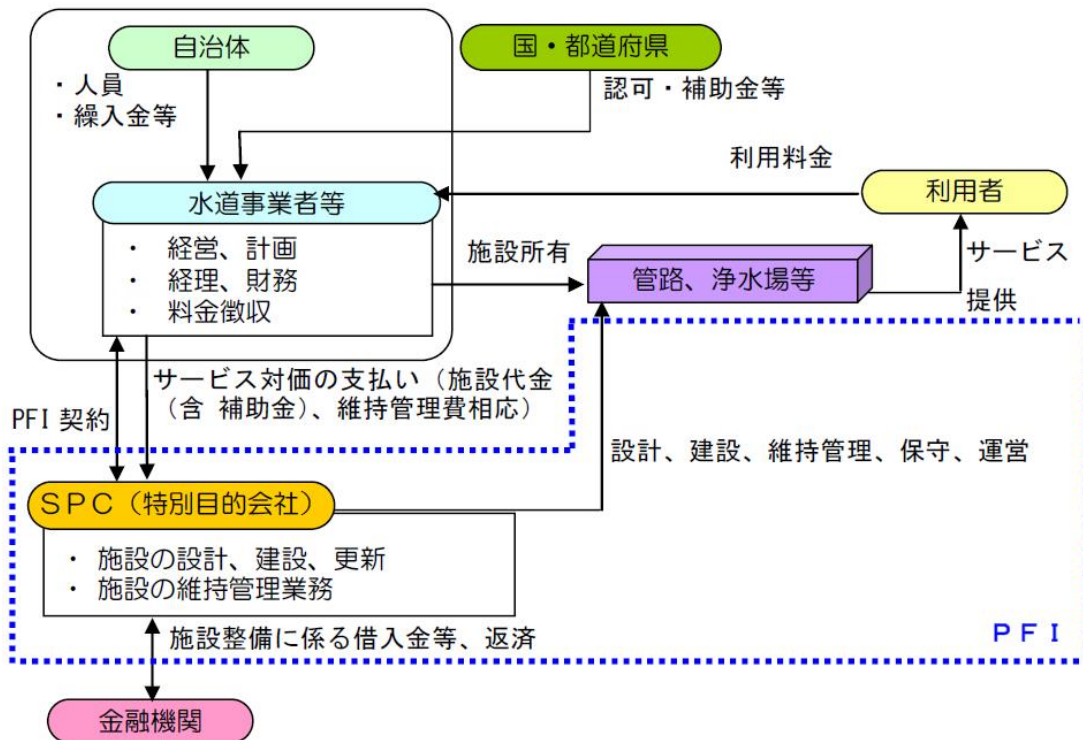 自治体
国・都道府県
・人員
・繰入金等
認可・補助金等
利用料金
水道事業者等
利用者
・ 経営、計画
・ 経理、財務
・ 料金徴収
施設所有
管路、浄水場等
サービス
提供
サービス対価の支払い(施設代金
(含 補助金)、維持管理費相応)
PFI 契約
設計、建設、維持管理、保守、運営
SPC(特別目的会社)
・ 施設の設計、建設、更新
・ 施設の維持管理業務
施設整備に係る借入金等、返済
PFI
金融機関